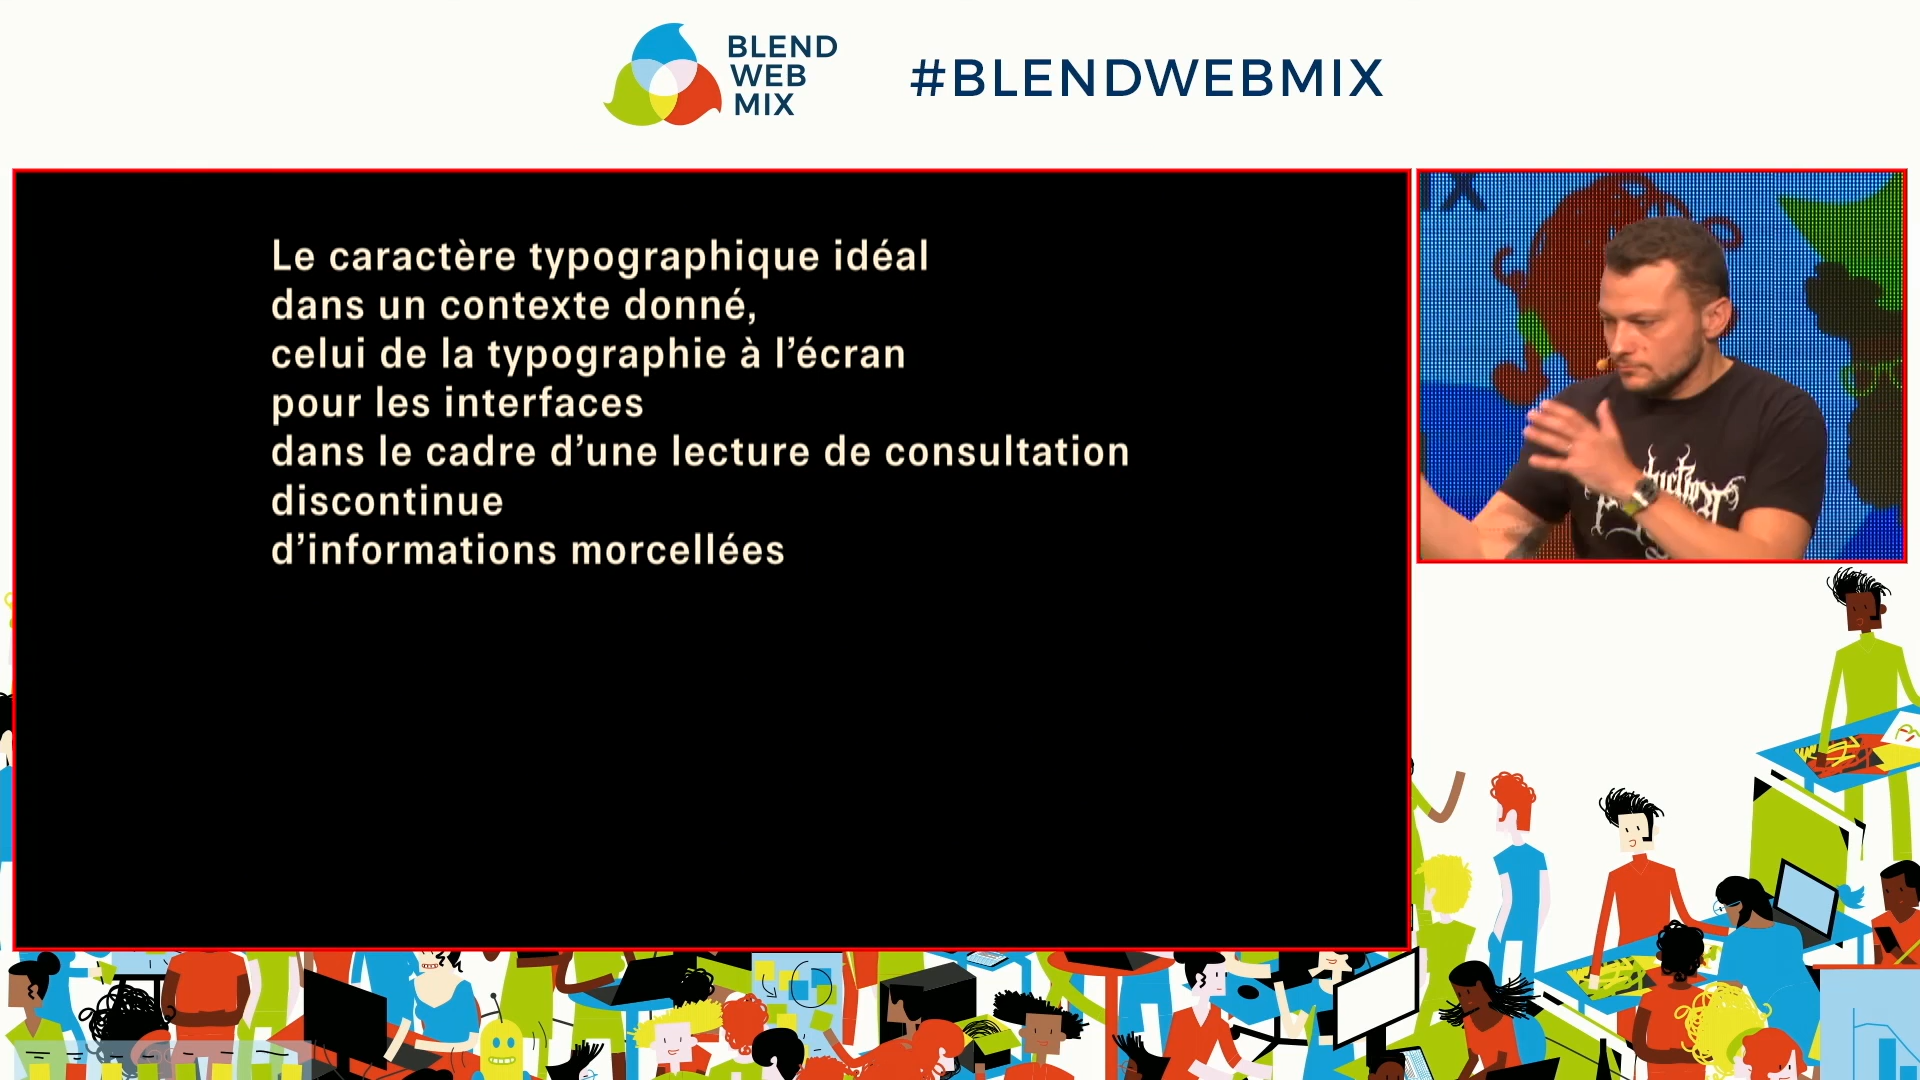 BLEND
WEB
MIX
#BLENDWEBMIX
Le caractère typographique idéal
dans un contexte donné,
celui de la typographie à l’écran
pour les interfaces
dans le cadre d’une lecture de consultation
discontinue
d’informations morcellées
IX